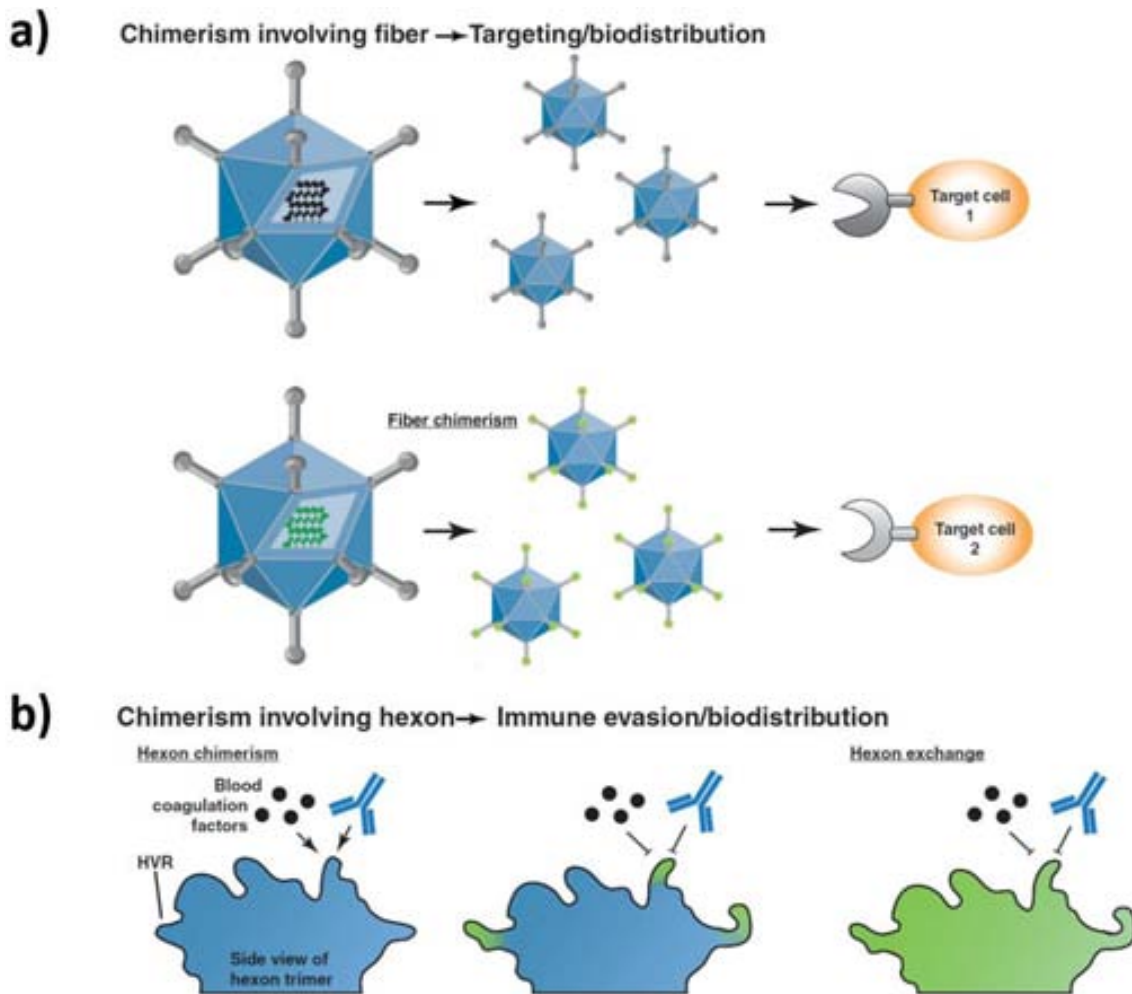 a)
Chimerism involving fiber → Targeting/biodistribution
Target cell
1
Fiber chimerism
Target cell
2
b)
Chimerism involving hexon → Immune evasion/biodistribution
Hexon chimerism
Hexon exchange
Blood
coagulation
factors
HVR
Side view of
hexon trimer